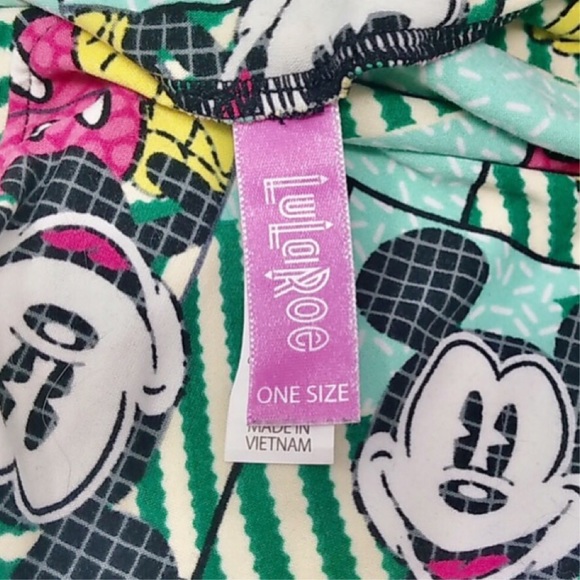 LuLaRoe
ONE SIZE
MADE IN
VIETNAM